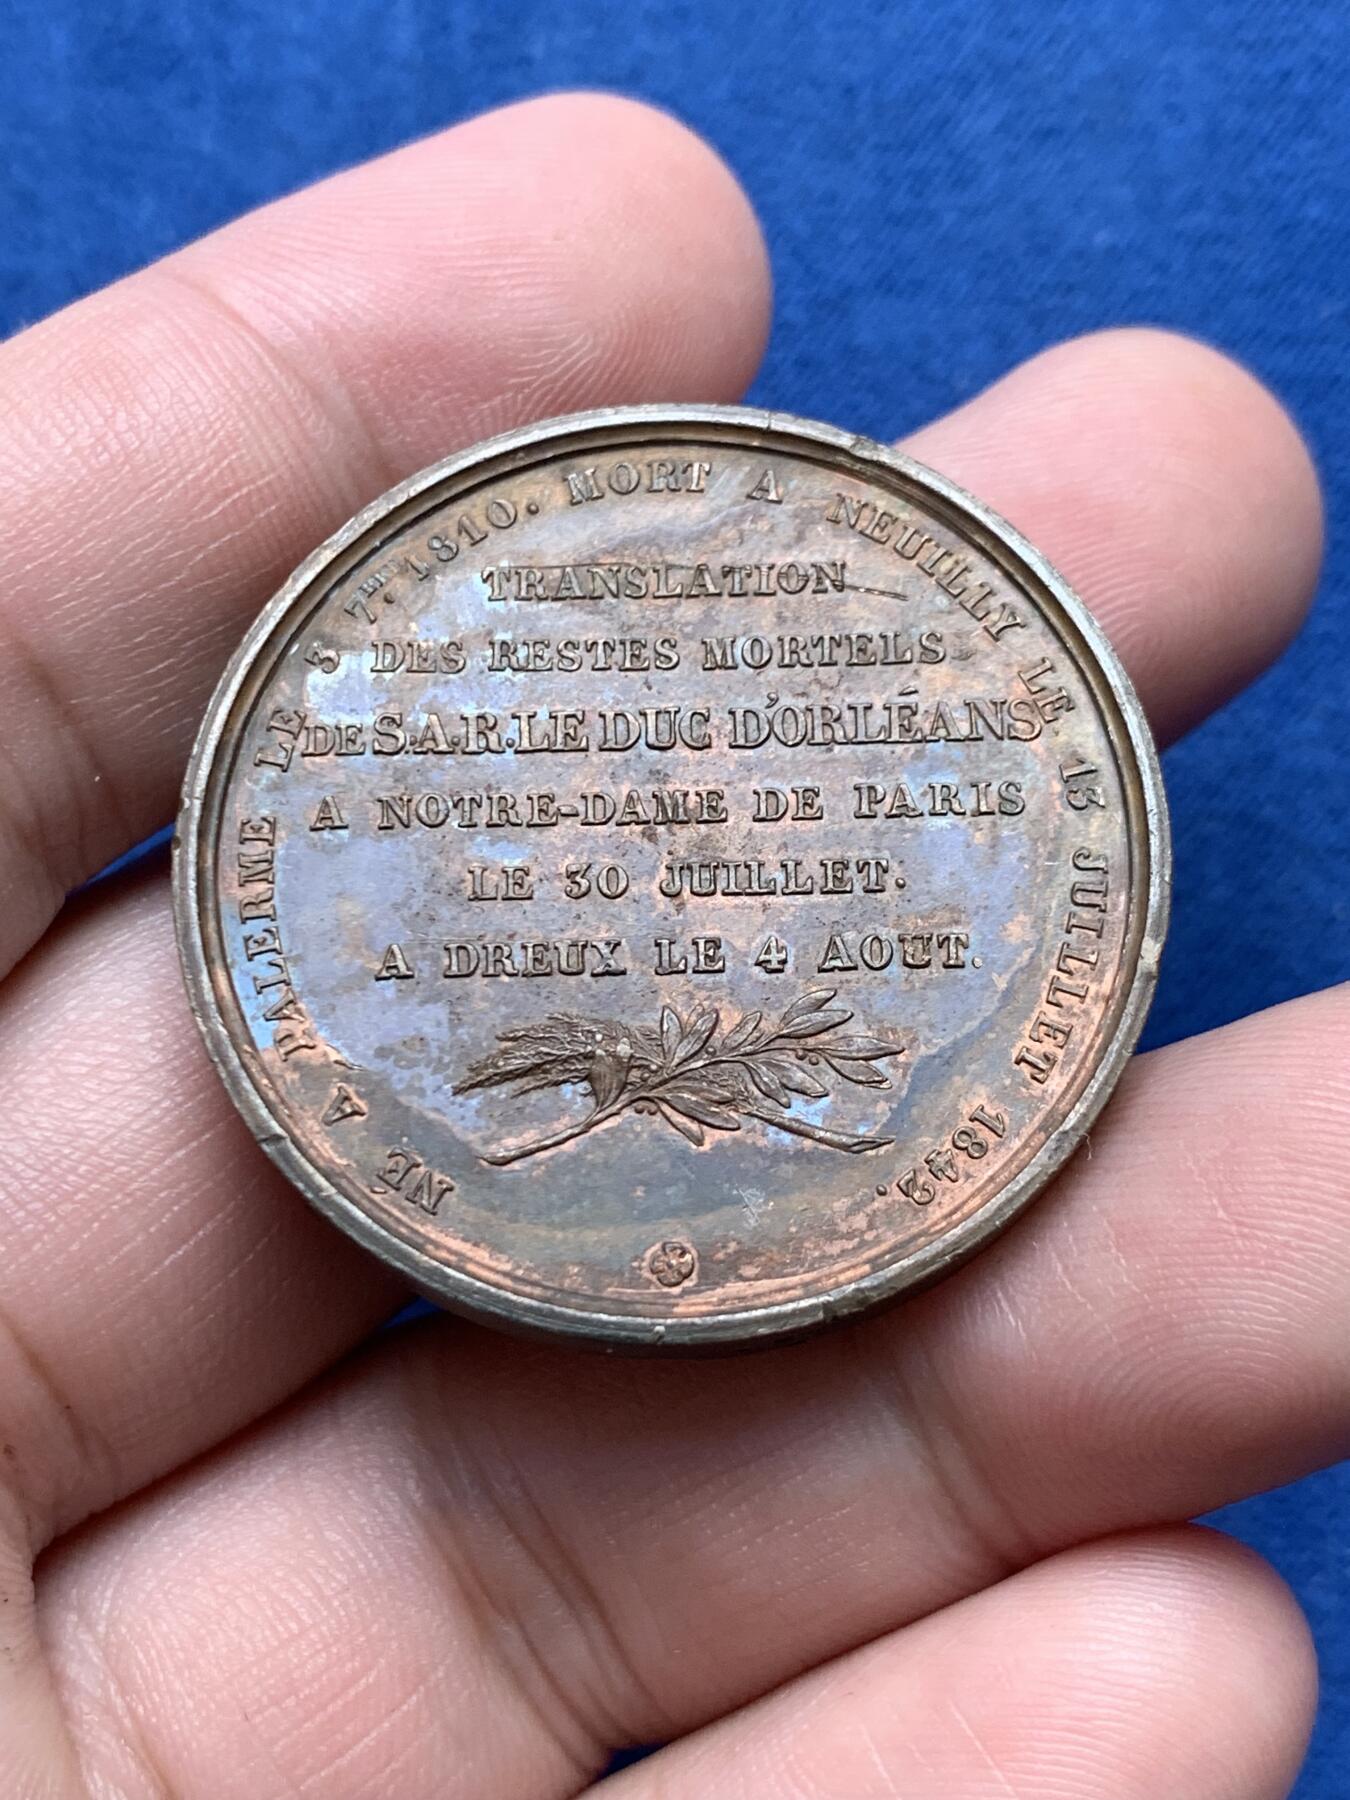 NÉ A PALERME LE 3 7BRE. 1810. MORT A NEUILLY LE 13 JUILLET 1842.
TRANSLATION
DES RESTES MORTELS
DE S.A.R. LE DUC D'ORLÉANS
A NOTRE-DAME DE PARIS
LE 30 JUILLET.
A DREUX LE 4 AOUT.